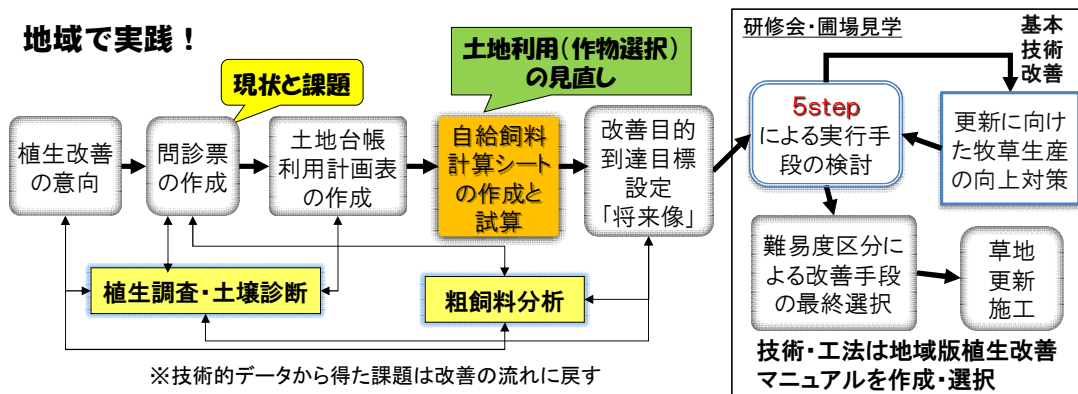 地域で実践！
現状と課題
土地利用（作物選択）
の見直し
植生改善
の意向
問診票
の作成
土地台帳
利用計画表
の作成
自給飼料
計算シート
の作成と
試算
改善目的
到達目標
設定
「将来像」
植生調査・土壌診断
粗飼料分析
※技術的データから得た課題は改善の流れに戻す
研修会・圃場見学
基本
技術
改善
5step
による実行手
段の検討
更新に向け
た牧草生産
の向上対策
難易度区分に
よる改善手段
の最終選択
草地
更新
施工
技術・工法は地域版植生改善
マニュアルを作成・選択